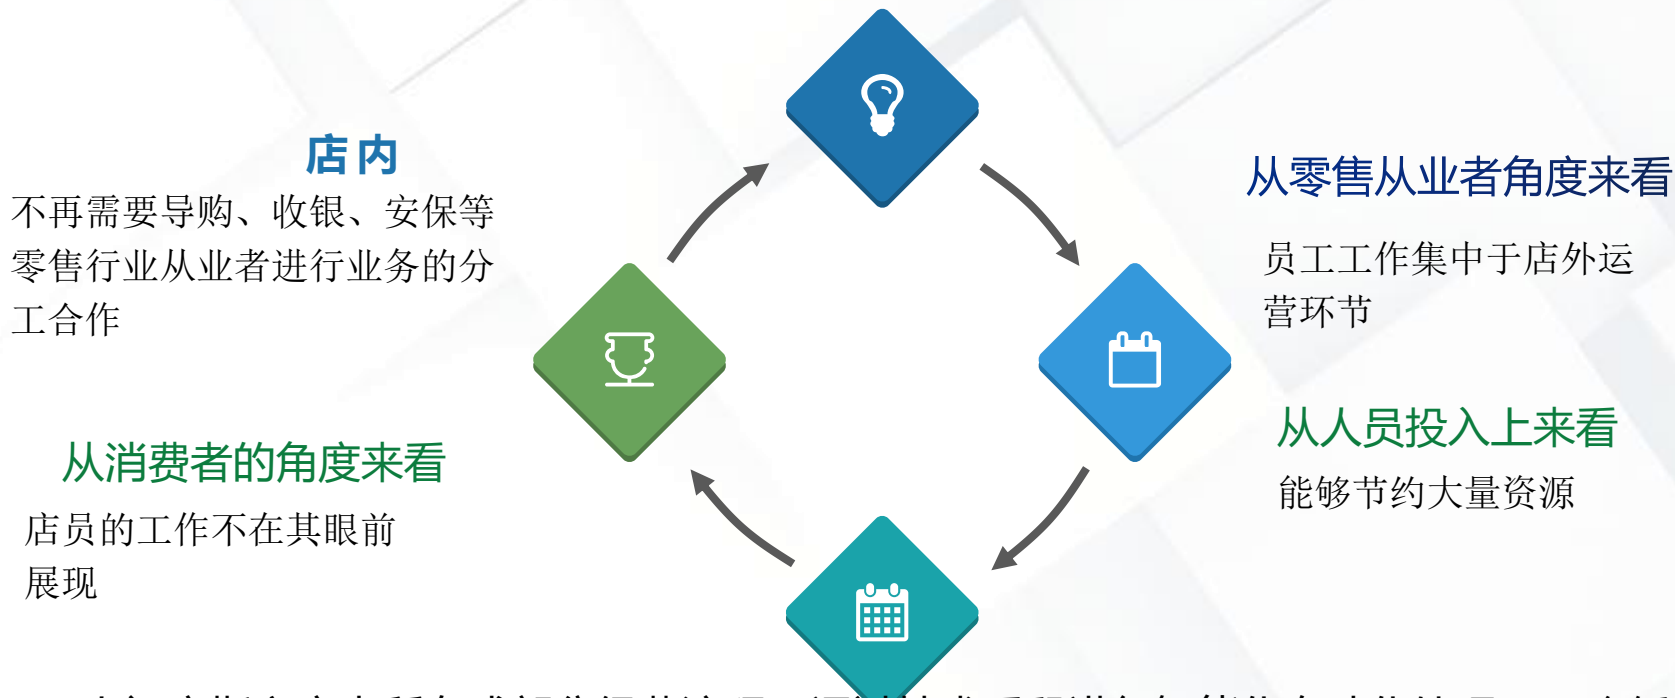 店内
不再需要导购、收银、安保等
零售行业从业者进行业务的分
工合作
从零售从业者角度来看
员工工作集中于店外运
营环节
从消费者的角度来看
店员的工作不在其眼前
展现
从人员投入上来看
能够节约大量资源